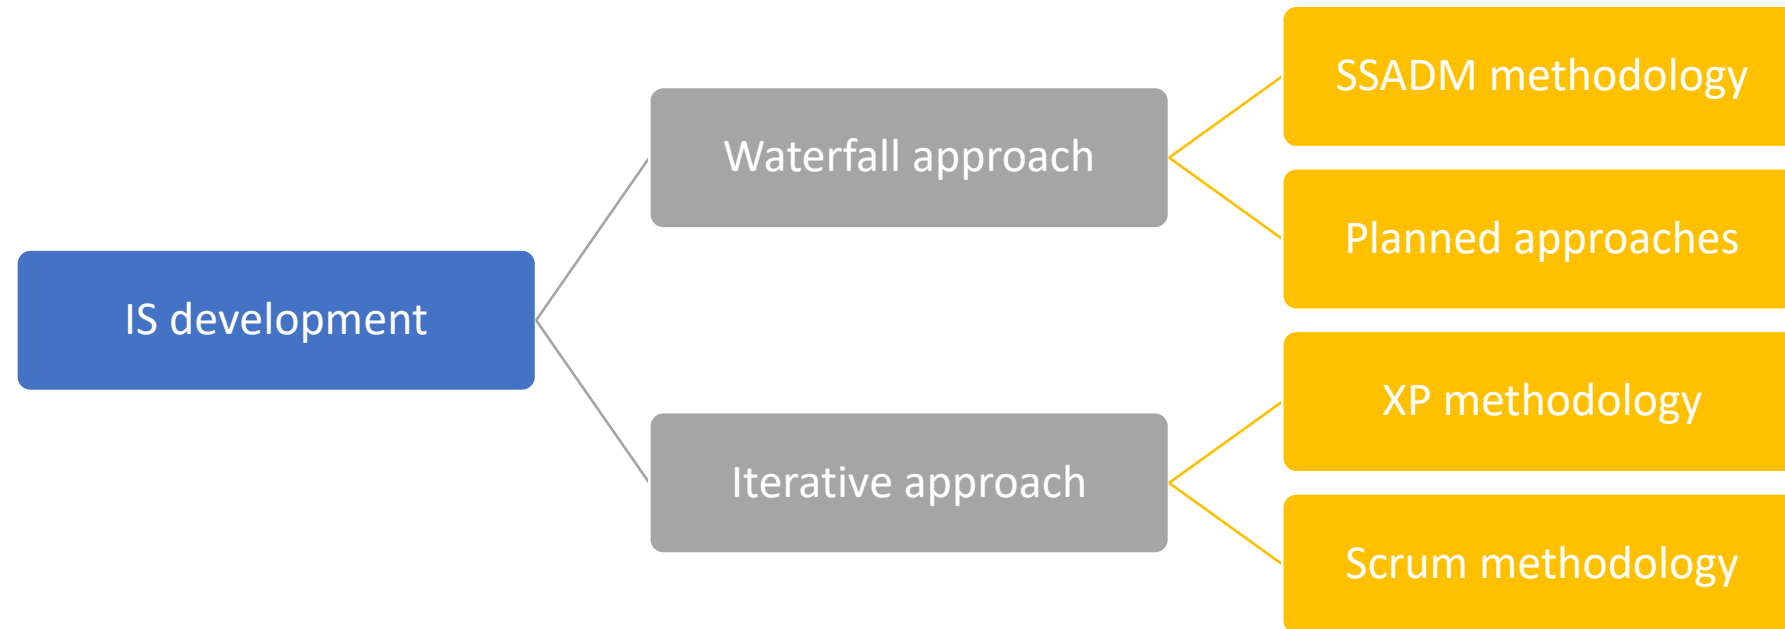 IS development
Waterfall approach
SSADM methodology
Planned approaches
Iterative approach
XP methodology
Scrum methodology